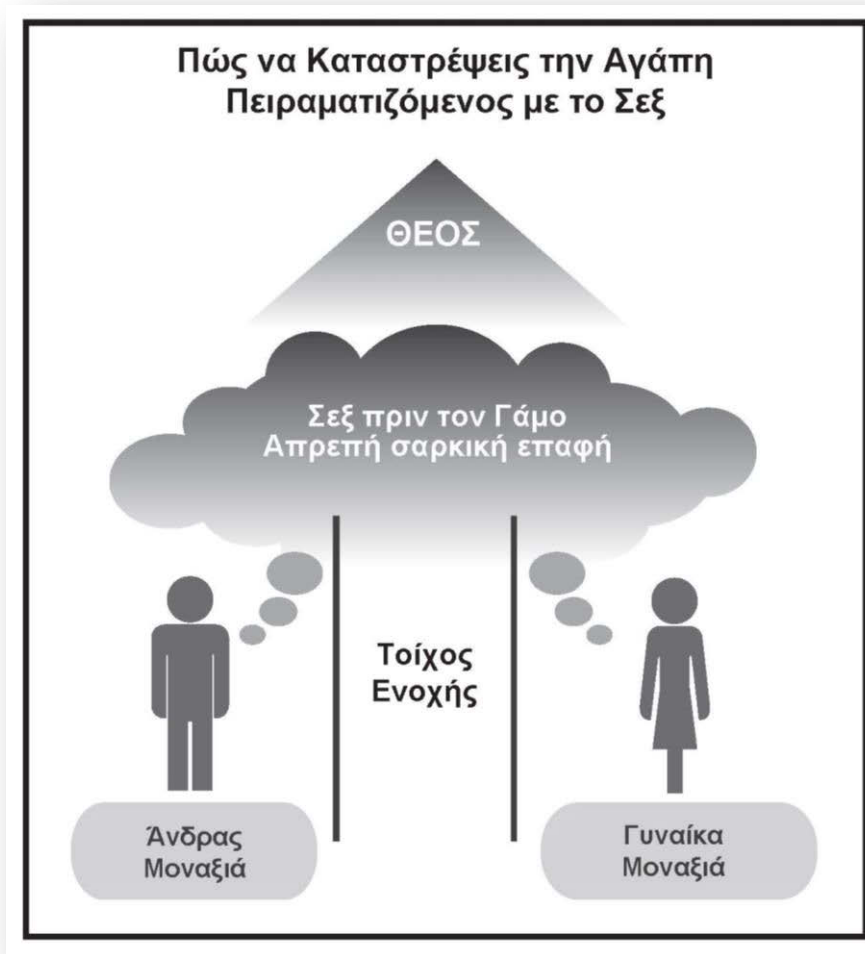 Πώς να Καταστρέψεις την Αγάπη
Πειραματιζόμενος με το Σεξ
ΘΕΟΣ
Σεξ πριν τον Γάμο
Απρεπή σαρκική επαφή
Τοίχος
Ενοχής
Άνδρας
Μοναξιά
Γυναίκα
Μοναξιά